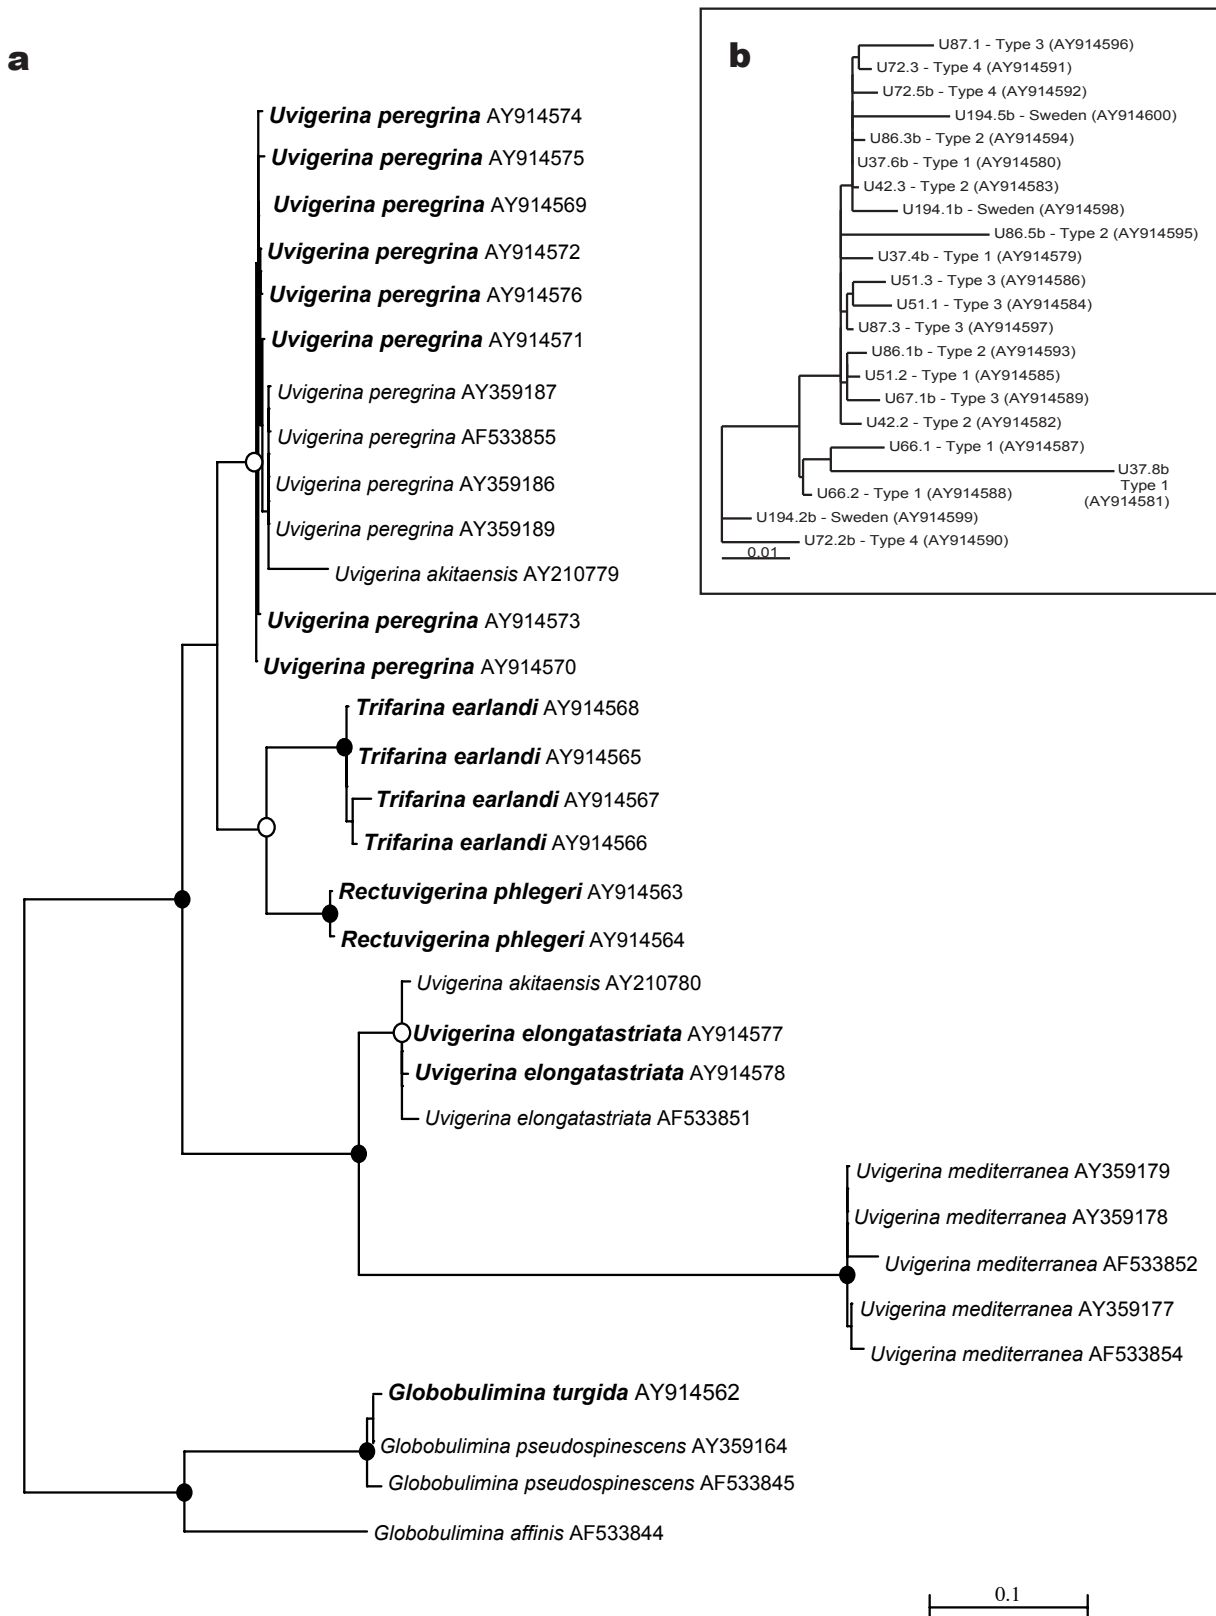 a
Uvigerina peregrina AY914574
Uvigerina peregrina AY914575
Uvigerina peregrina AY914569
Uvigerina peregrina AY914572
Uvigerina peregrina AY914576
Uvigerina peregrina AY914571
Uvigerina peregrina AY359187
Uvigerina peregrina AF533855
Uvigerina peregrina AY359186
Uvigerina peregrina AY359189
Uvigerina akitaensis AY210779
Uvigerina peregrina AY914573
Uvigerina peregrina AY914570
Trifarina earlandi AY914568
Trifarina earlandi AY914565
Trifarina earlandi AY914567
Trifarina earlandi AY914566
Rectuvigerina phlegeri AY914563
Rectuvigerina phlegeri AY914564
Uvigerina akitaensis AY210780
Uvigerina elongatastriata AY914577
Uvigerina elongatastriata AY914578
Uvigerina elongatastriata AF533851
Uvigerina mediterranea AY359179
Uvigerina mediterranea AY359178
Uvigerina mediterranea AF533852
Uvigerina mediterranea AY359177
Uvigerina mediterranea AF533854
Globobulimina turgida AY914562
Globobulimina pseudospinescens AY359164
Globobulimina pseudospinescens AF533845
Globobulimina affinis AF533844
0.1
b
U87.1 - Type 3 (AY914596)
U72.3 - Type 4 (AY914591)
U72.5b - Type 4 (AY914592)
U194.5b - Sweden (AY914600)
U86.3b - Type 2 (AY914594)
U37.6b - Type 1 (AY914580)
U42.3 - Type 2 (AY914583)
U194.1b - Sweden (AY914598)
U86.5b - Type 2 (AY914595)
U37.4b - Type 1 (AY914579)
U51.3 - Type 3 (AY914586)
U51.1 - Type 3 (AY914584)
U87.3 - Type 3 (AY914597)
U86.1b - Type 2 (AY914593)
U51.2 - Type 1 (AY914585)
U67.1b - Type 3 (AY914589)
U42.2 - Type 2 (AY914582)
U66.1 - Type 1 (AY914587)
U37.8b
Type 1
(AY914581)
U66.2 - Type 1 (AY914588)
U194.2b - Sweden (AY914599)
U72.2b - Type 4 (AY914590)
0.01